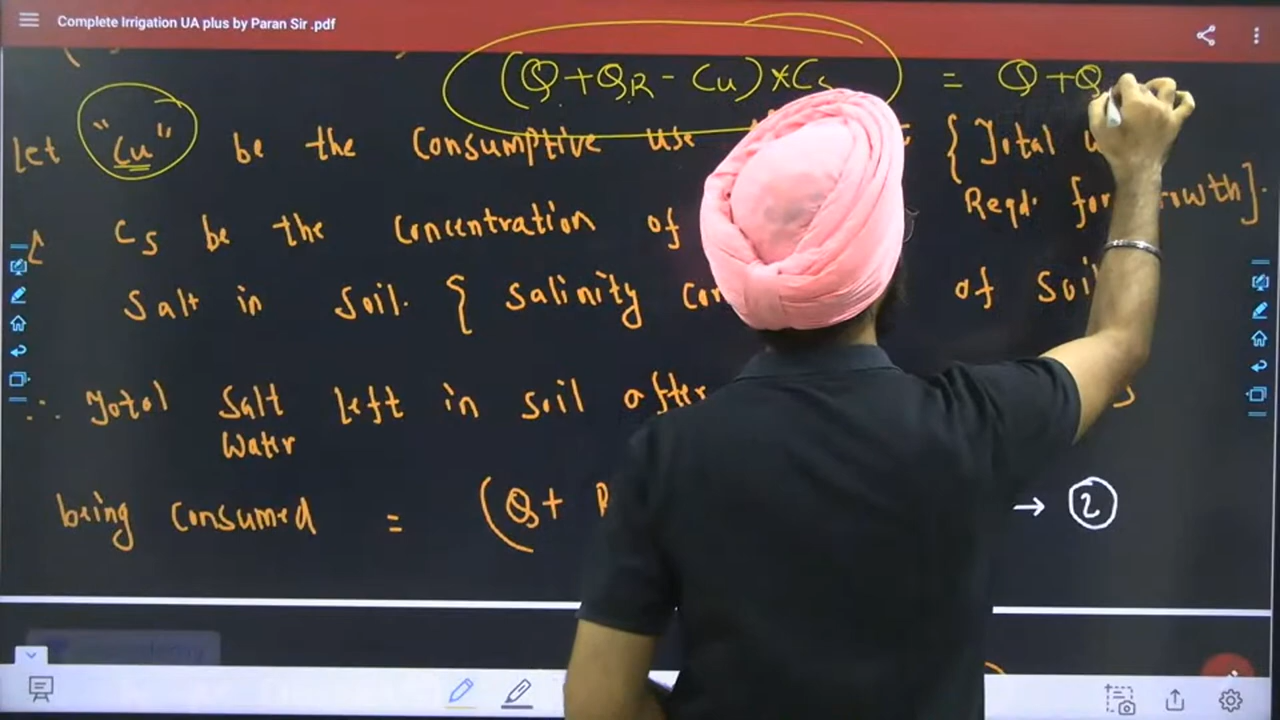 Complete Irrigation UA plus by Paran Sir .pdf
(Q + QR - Cu) * Cs = Q + Q
Let "Cu" be the Consumptive use { Total
Cs be the Concentration of Reqd. for rowth].
Salt in Soil. { Salinity of Soil
∴ Total Salt left in soil after
Water
being Consumed = (Q+ → 2